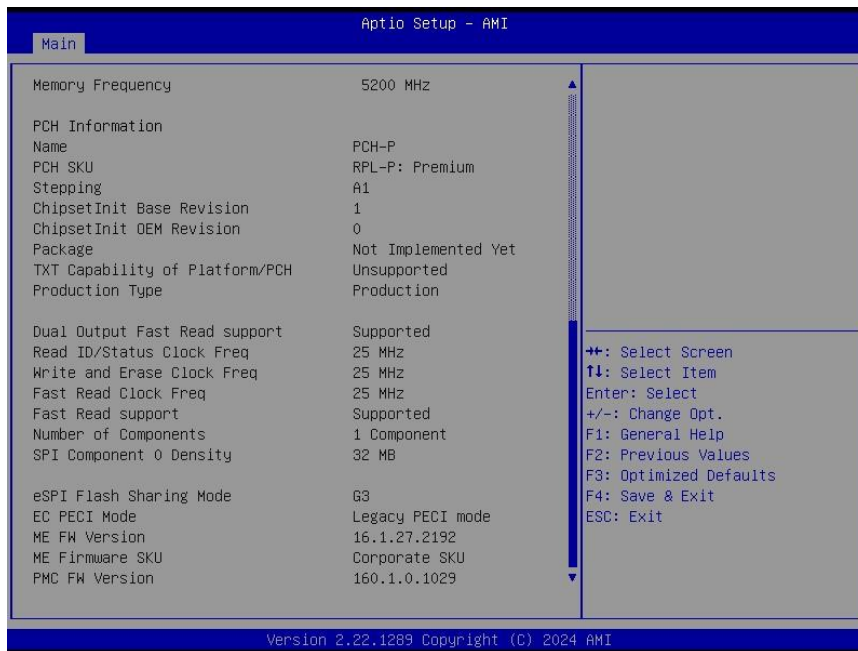 Aptio Setup - AMI
Main
Memory Frequency 5200 MHz
PCH Information
Name PCH-P
PCH SKU RPL-P: Premium
Stepping A1
ChipsetInit Base Revision 1
ChipsetInit OEM Revision 0
Package Not Implemented Yet
TXT Capability of Platform/PCH Unsupported
Production Type Production
Dual Output Fast Read support Supported
Read ID/Status Clock Freq 25 MHz
Write and Erase Clock Freq 25 MHz
Fast Read Clock Freq 25 MHz
Fast Read support Supported
Number of Components 1 Component
SPI Component 0 Density 32 MB
eSPI Flash Sharing Mode G3
EC PECI Mode Legacy PECI mode
ME FW Version 16.1.27.2192
ME Firmware SKU Corporate SKU
PMC FW Version 160.1.0.1029
→←: Select Screen
↑↓: Select Item
Enter: Select
+/-: Change Opt.
F1: General Help
F2: Previous Values
F3: Optimized Defaults
F4: Save & Exit
ESC: Exit
Version 2.22.1289 Copyright (C) 2024 AMI